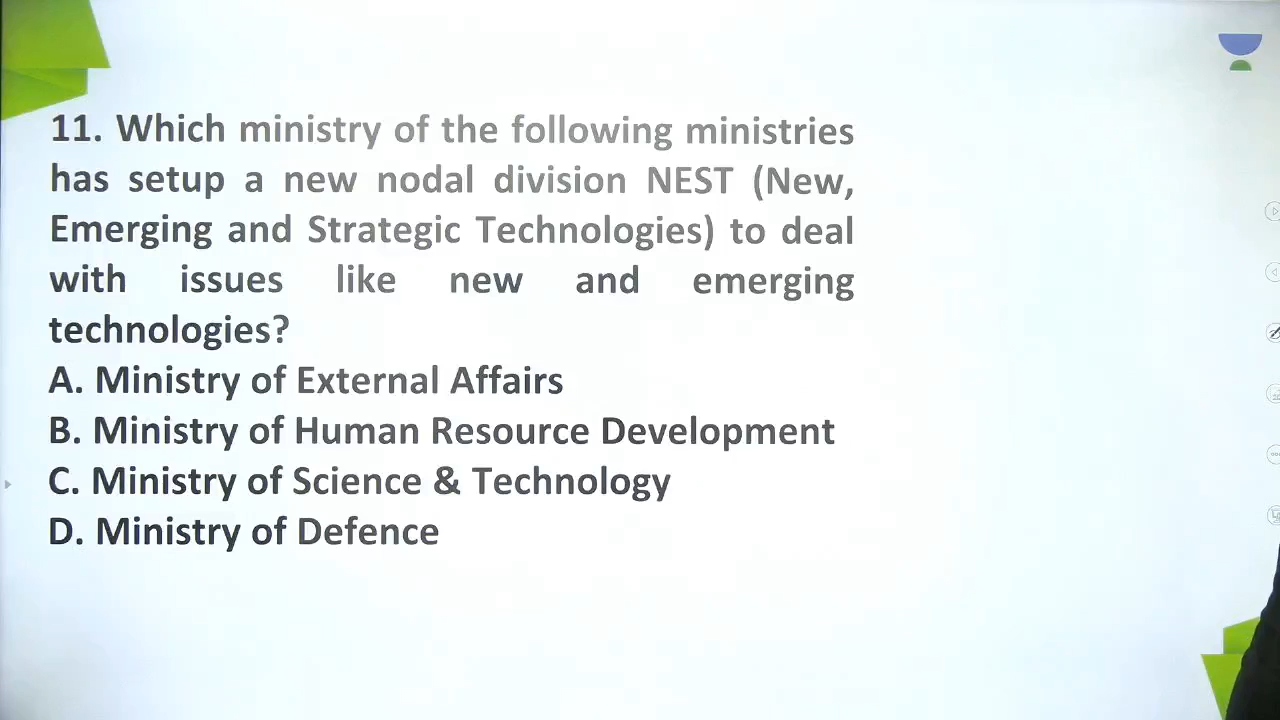 11. Which ministry of the following ministries
has setup a new nodal division NEST (New,
Emerging and Strategic Technologies) to deal
with issues like new and emerging
technologies?
A. Ministry of External Affairs
B. Ministry of Human Resource Development
C. Ministry of Science & Technology
D. Ministry of Defence